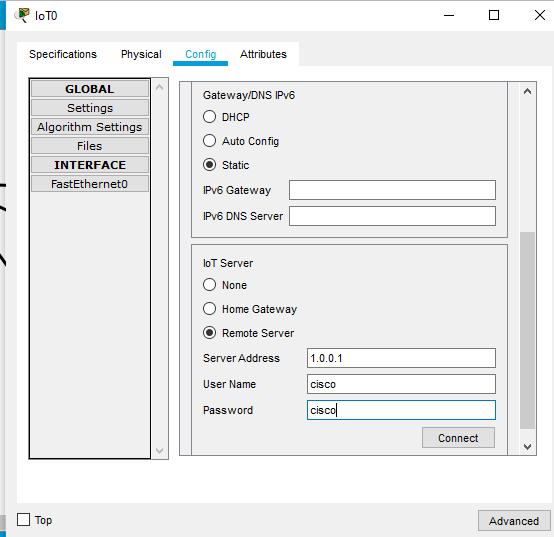 IoT0
Specifications Physical Config Attributes
GLOBAL
Settings
Algorithm Settings
Files
INTERFACE
FastEthernet0
Gateway/DNS IPv6
DHCP
Auto Config
Static
IPv6 Gateway
IPv6 DNS Server
IoT Server
None
Home Gateway
Remote Server
Server Address 1.0.0.1
User Name cisco
Password cisco
Connect
Top
Advanced